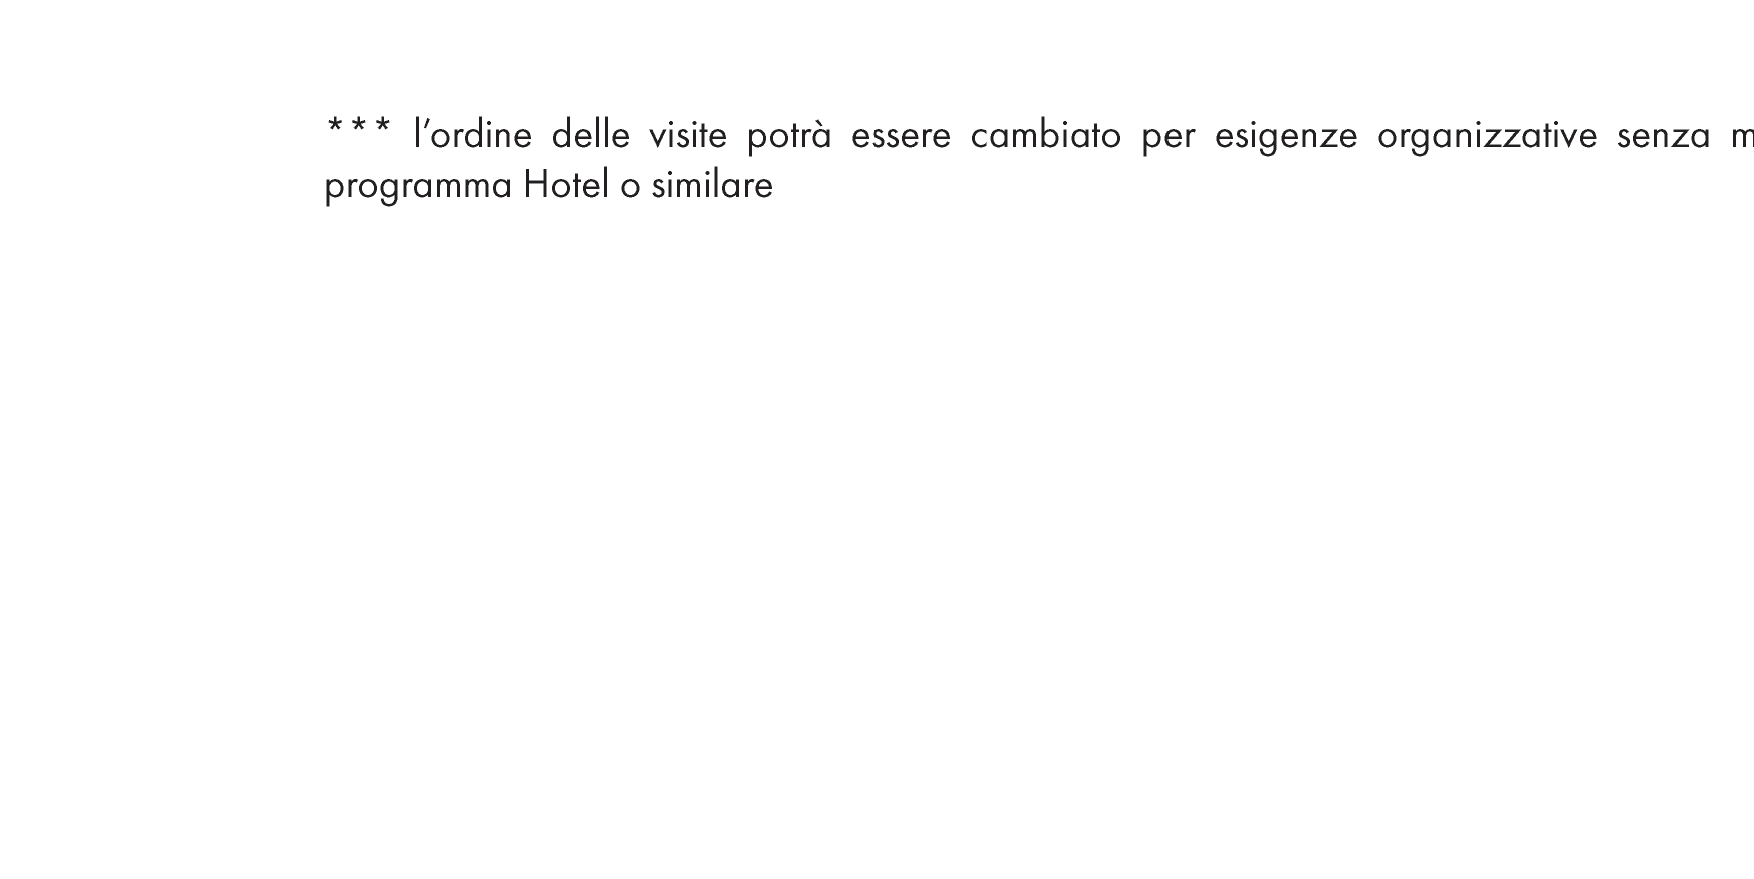 *** l’ordine delle visite potrà essere cambiato per esigenze organizzative senza
programma Hotel o similare